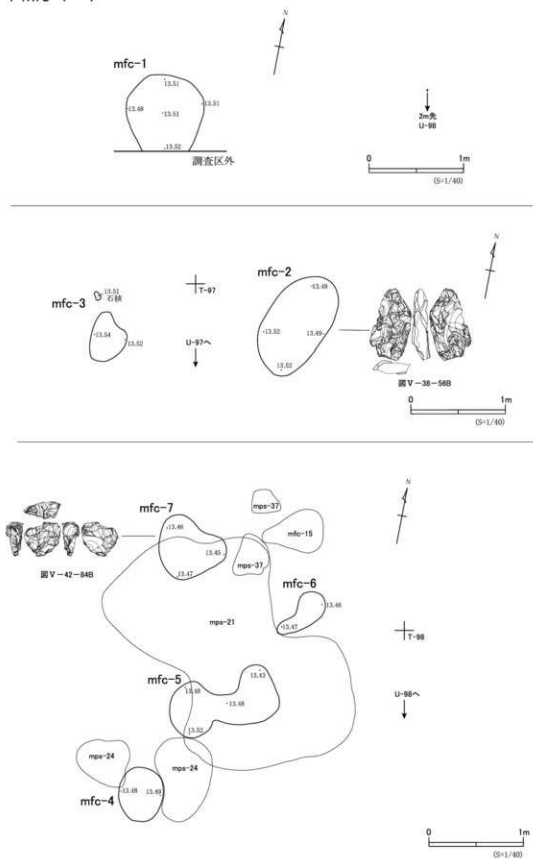 N
mfc-1
13.51
13.48
13.51
13.51
13.52
調査区外
2m先
U-98
0 1m
(S=1/40)
N
mfc-2
13.48
13.51
石核
T-97
mfc-3
13.54
13.52
U-97へ
13.52
13.49
13.52
図Ⅴ-38-56B
0 1m
(S=1/40)
N
mps-37
mfc-7
13.46
mfc-15
13.45
mps-37
13.47
図Ⅴ-42-84B
mfc-6
13.46
13.47
mps-21
T-98
mfc-5
13.43
13.48
13.48
U-98へ
13.52
mps-24
mps-24
mfc-4
13.48
13.49
0 1m
(S=1/40)